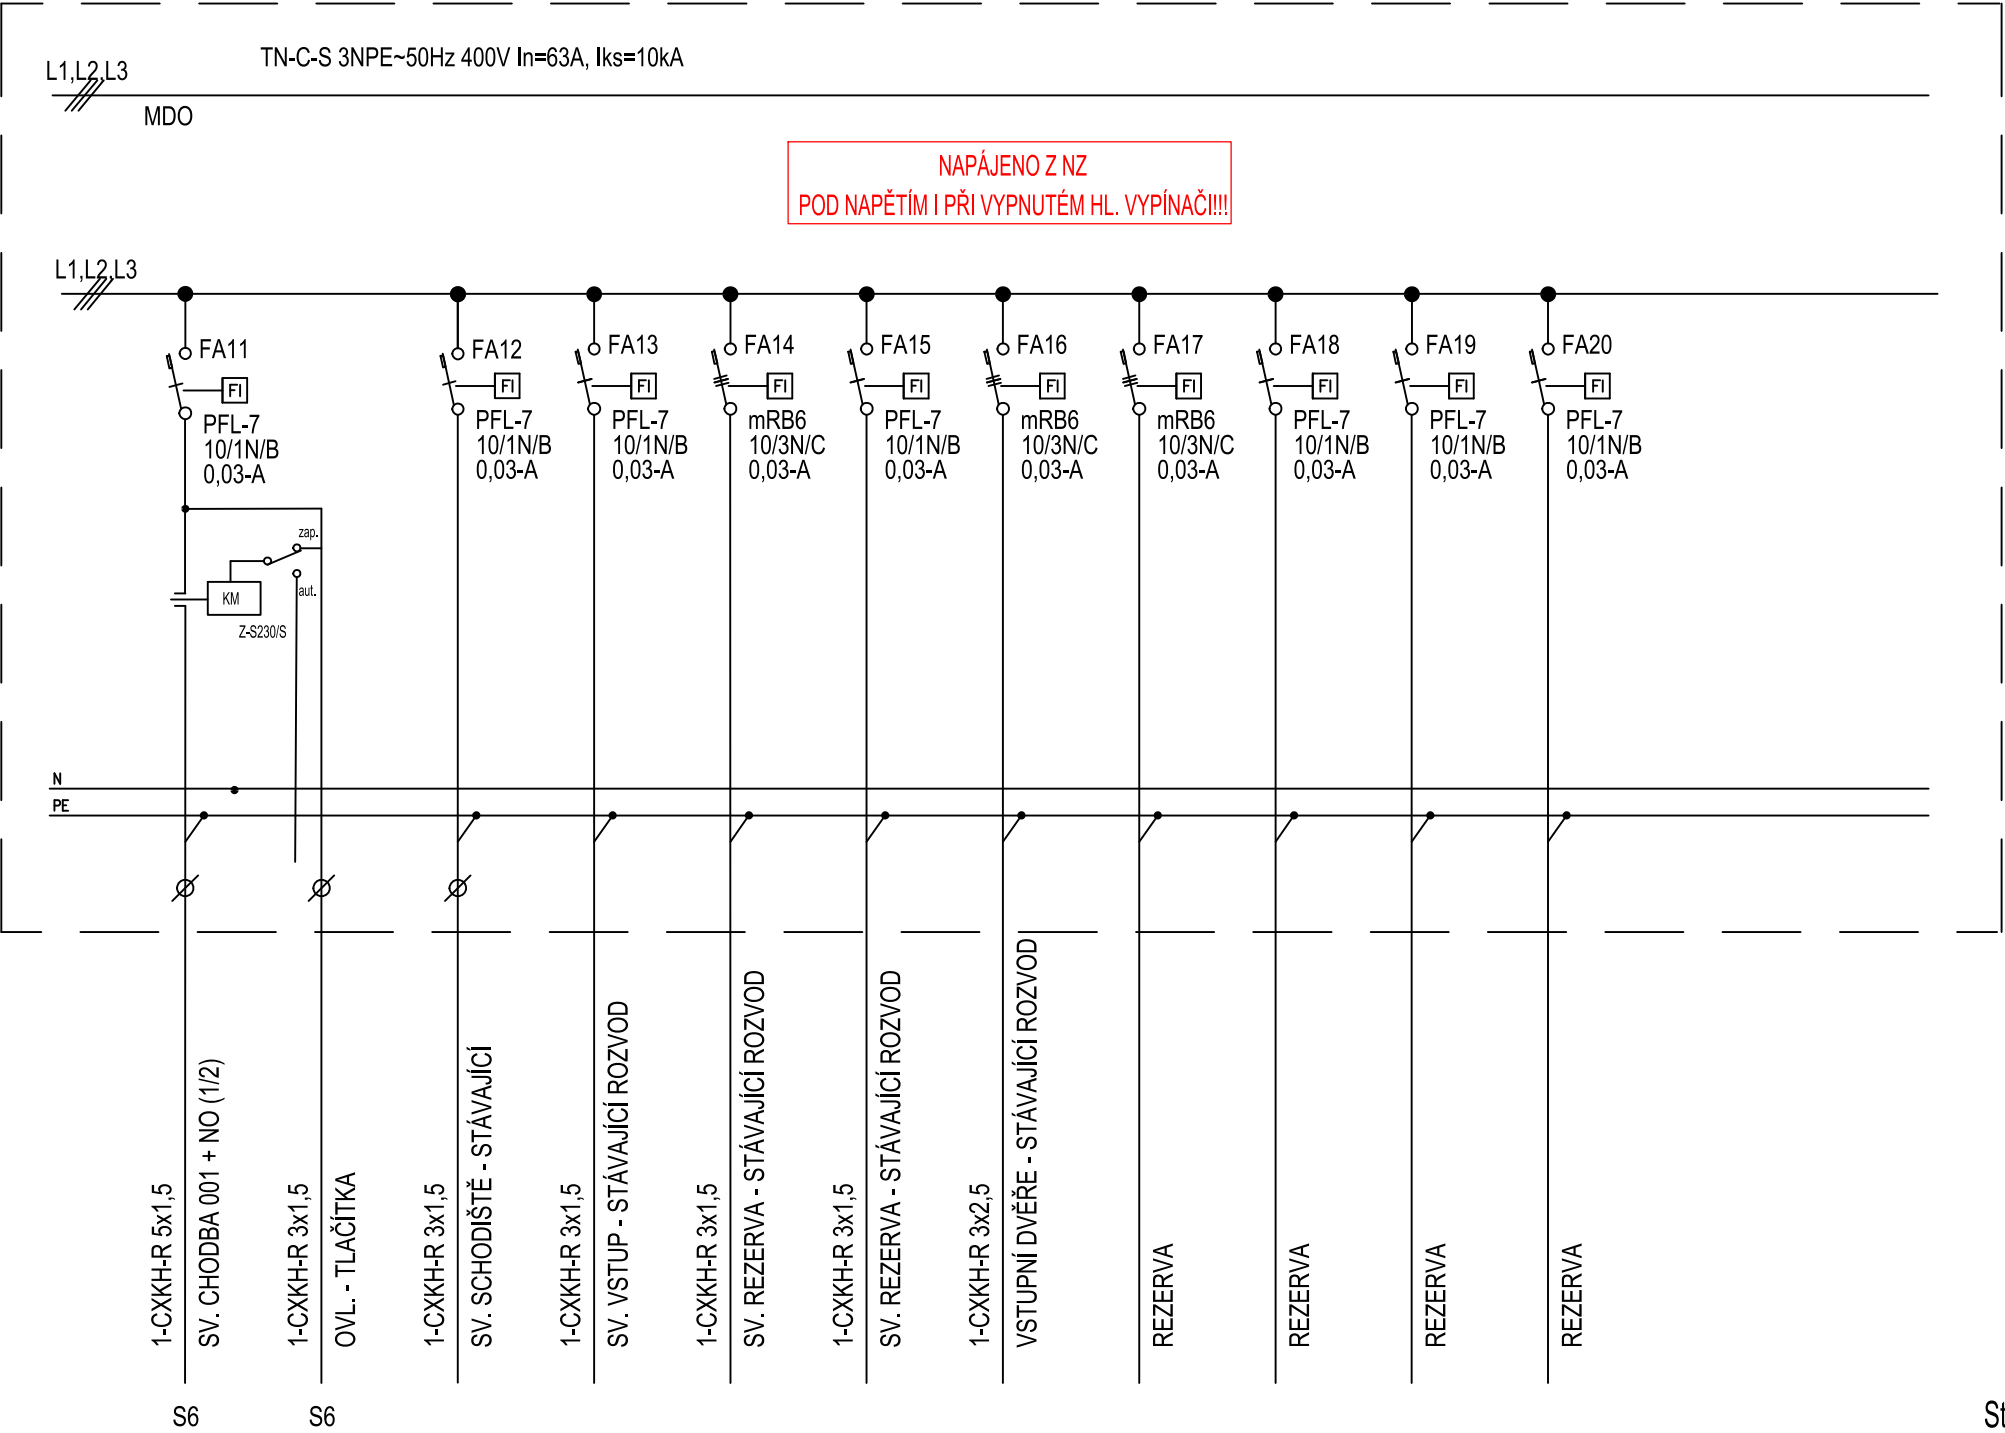 TN-C-S 3NPE~50Hz 400V In=63A, Iks=10kA
L1,L2,L3
MDO
NAPÁJENO Z NZ
POD NAPĚTÍM I PŘI VYPNUTÉM HL. VYPÍNAČI!!!
L1,L2,L3
FA11
FI
PFL-7
10/1N/B
0,03-A
FA12
FI
PFL-7
10/1N/B
0,03-A
FA13
FI
PFL-7
10/1N/B
0,03-A
FA14
FI
mRB6
10/3N/C
0,03-A
FA15
FI
PFL-7
10/1N/B
0,03-A
FA16
FI
mRB6
10/3N/C
0,03-A
FA17
FI
mRB6
10/3N/C
0,03-A
FA18
FI
PFL-7
10/1N/B
0,03-A
FA19
FI
PFL-7
10/1N/B
0,03-A
FA20
FI
PFL-7
10/1N/B
0,03-A
zap.
aut.
KM
Z-S230/S
N
PE
1-CXKH-R 5x1,5
SV. CHODBA 001 + NO (1/2)
1-CXKH-R 3x1,5
OVL. - TLAČÍTKA
1-CXKH-R 3x1,5
SV. SCHODIŠTĚ - STÁVAJÍCÍ
1-CXKH-R 3x1,5
SV. VSTUP - STÁVAJÍCÍ ROZVOD
1-CXKH-R 3x1,5
SV. REZERVA - STÁVAJÍCÍ ROZVOD
1-CXKH-R 3x1,5
SV. REZERVA - STÁVAJÍCÍ ROZVOD
1-CXKH-R 3x2,5
VSTUPNÍ DVĚŘE - STÁVAJÍCÍ ROZVOD
REZERVA
REZERVA
REZERVA
REZERVA
S6
S6
St